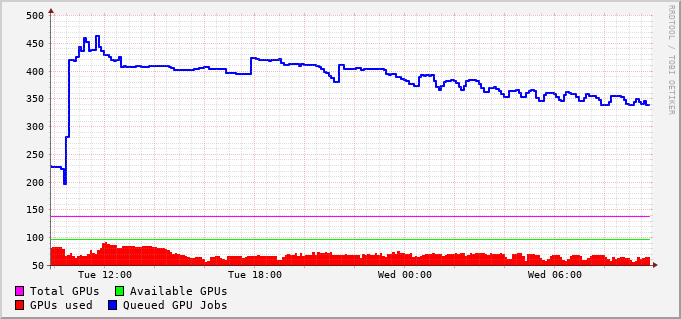 500
450
400
350
300
250
200
150
100
50
Tue 12:00 Tue 18:00 Wed 00:00 Wed 06:00
Total GPUs Available GPUs
GPUs used Queued GPU Jobs
RRDTOOL / TOBI OETIKER